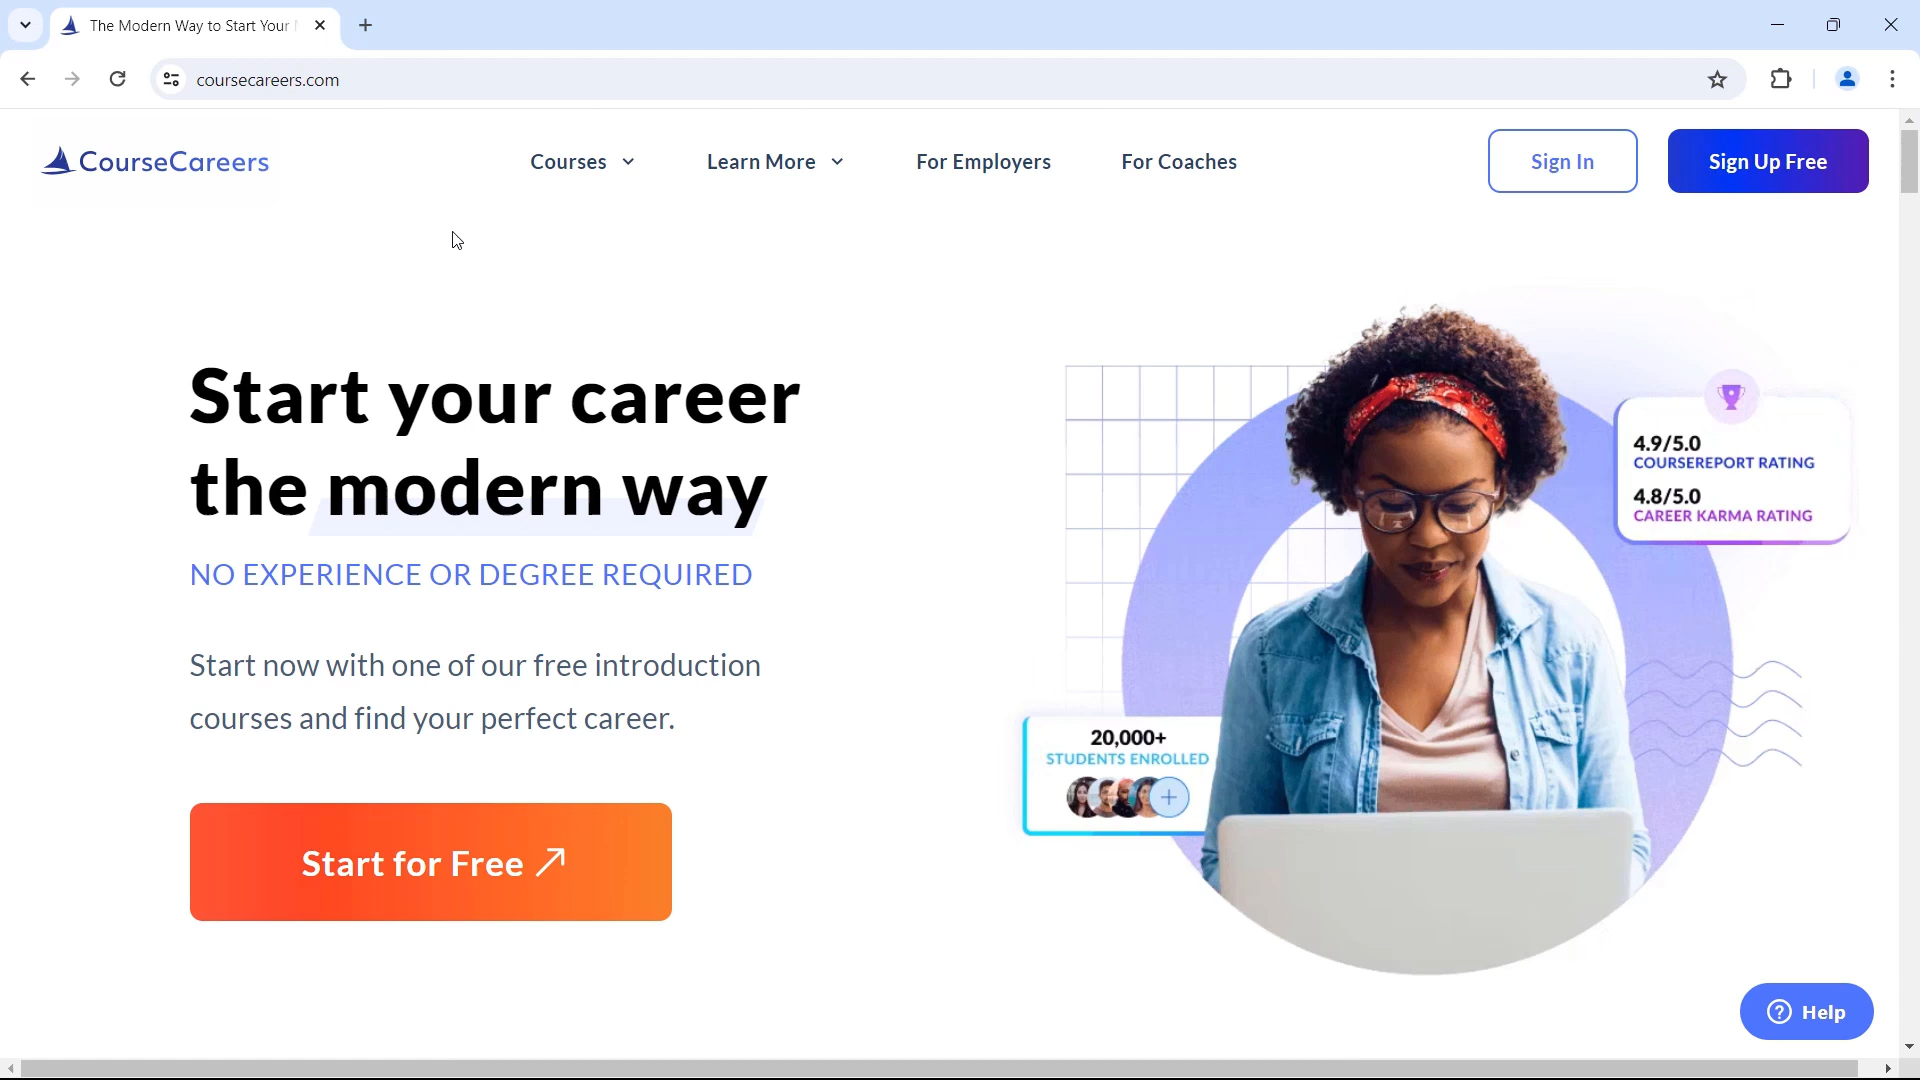 The Modern Way to Start Your
coursecareers.com
CourseCareers
Courses
Learn More
For Employers
For Coaches
Sign In
Sign Up Free
Start your career
the modern way
NO EXPERIENCE OR DEGREE REQUIRED
Start now with one of our free introduction
courses and find your perfect career.
Start for Free
4.9/5.0
COURSEREPORT RATING
4.8/5.0
CAREER KARMA RATING
20,000+
STUDENTS ENROLLED
Help